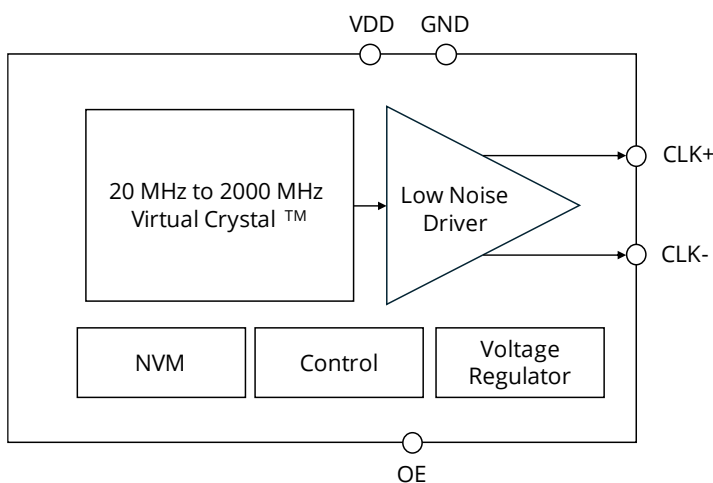 VDD GND
CLK+
20 MHz to 2000 MHz
Virtual Crystal ™
Low Noise
Driver
CLK-
NVM
Control
Voltage
Regulator
OE